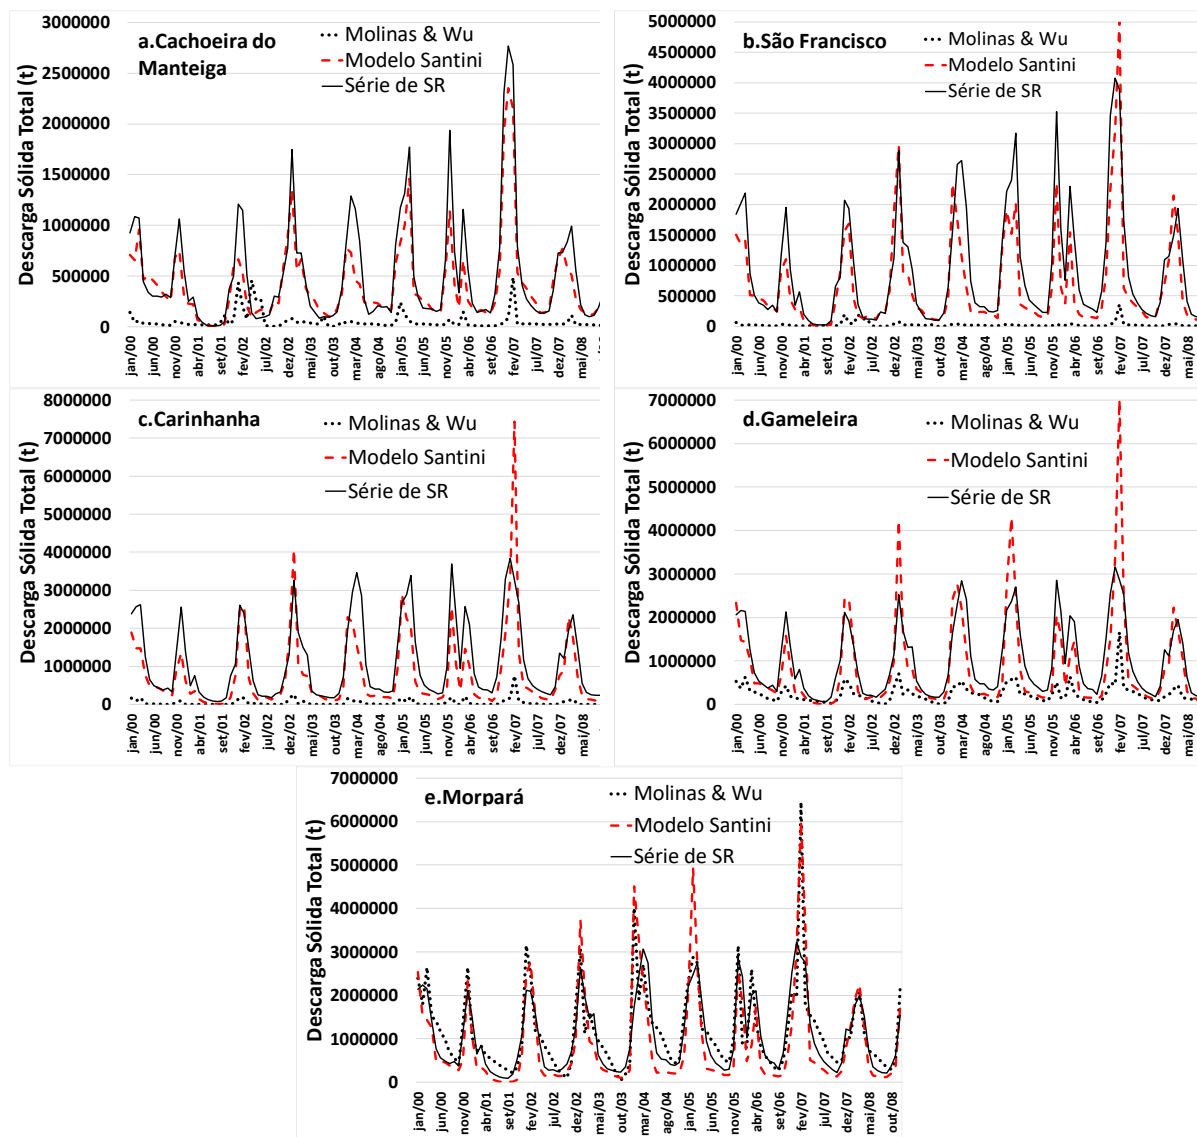 a.Cachoeira do
Manteiga
Molinas & Wu
Modelo Santini
Série de SR
Descarga Sólida Total (t)
3000000
2500000
2000000
1500000
1000000
500000
0
jan/00
jun/00
nov/00
abr/01
set/01
fev/02
jul/02
dez/02
mai/03
out/03
mar/04
ago/04
jan/05
jun/05
nov/05
abr/06
set/06
fev/07
jul/07
dez/07
mai/08
b.São Francisco
Molinas & Wu
Modelo Santini
Série de SR
Descarga Sólida Total (t)
5000000
4500000
4000000
3500000
3000000
2500000
2000000
1500000
1000000
500000
0
jan/00
jun/00
nov/00
abr/01
set/01
fev/02
jul/02
dez/02
mai/03
out/03
mar/04
ago/04
jan/05
jun/05
nov/05
abr/06
set/06
fev/07
jul/07
dez/07
mai/08
c.Carinhanha
Molinas & Wu
Modelo Santini
Série de SR
Descarga Sólida Total (t)
8000000
7000000
6000000
5000000
4000000
3000000
2000000
1000000
0
jan/00
jun/00
nov/00
abr/01
set/01
fev/02
jul/02
dez/02
mai/03
out/03
mar/04
ago/04
jan/05
jun/05
nov/05
abr/06
set/06
fev/07
jul/07
dez/07
mai/08
d.Gameleira
Molinas & Wu
Modelo Santini
Série de SR
Descarga Sólida Total (t)
7000000
6000000
5000000
4000000
3000000
2000000
1000000
0
jan/00
jun/00
nov/00
abr/01
set/01
fev/02
jul/02
dez/02
mai/03
out/03
mar/04
ago/04
jan/05
jun/05
nov/05
abr/06
set/06
fev/07
jul/07
dez/07
mai/08
e.Morpará
Molinas & Wu
Modelo Santini
Série de SR
Descarga Sólida Total (t)
7000000
6000000
5000000
4000000
3000000
2000000
1000000
0
jan/00
jun/00
nov/00
abr/01
set/01
fev/02
jul/02
dez/02
mai/03
out/03
mar/04
ago/04
jan/05
jun/05
nov/05
abr/06
set/06
fev/07
jul/07
dez/07
mai/08
out/08